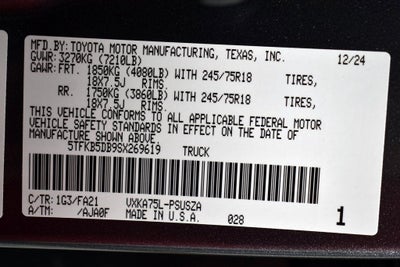 MFD.BY: TOYOTA MOTOR MANUFACTURING, TEXAS, INC. 12/24
GVWR: 3270KG (7210LB)
GAWR: FRT. 1850KG (4080LB) WITH 245/75R18 TIRES,
18X7.5J RIMS.
RR. 1750KG (3860LB) WITH 245/75R18 TIRES,
18X7.5J RIMS.
THIS VEHICLE CONFORMS TO ALL APPLICABLE FEDERAL MOTOR
VEHICLE SAFETY STANDARDS IN EFFECT ON THE DATE OF
MANUFACTURE SHOWN ABOVE
5TFKB5DB9SX2696I9 TRUCK
C/TR: 1G3/FA21 VXKA75L-PSUSZA
A/TM: /AJA0F MADE IN U.S.A. 028 1